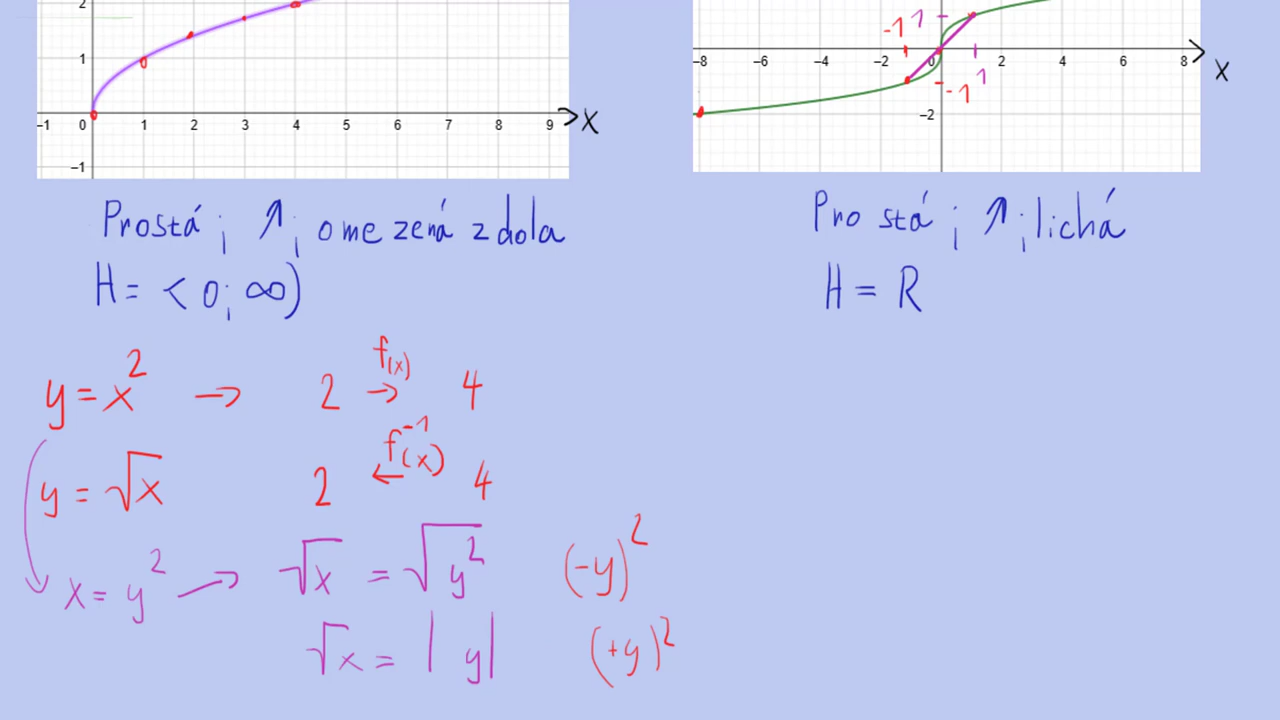 2
1
-1 0 1 2 3 4 5 6 7 8 9 X
-1
Prostá; ↑; omezená zdola
H = <0; ∞)
y = x² → 2 f(x) → 4
y = √x 2 f⁻¹(x) ← 4
x = y² → √x = √y² (-y)²
√x = |y| (+y)²
-1 1
-8 -6 -4 -2 0 2 4 6 8 X
1
-1
-2
Prostá; ↑; lichá
H = R